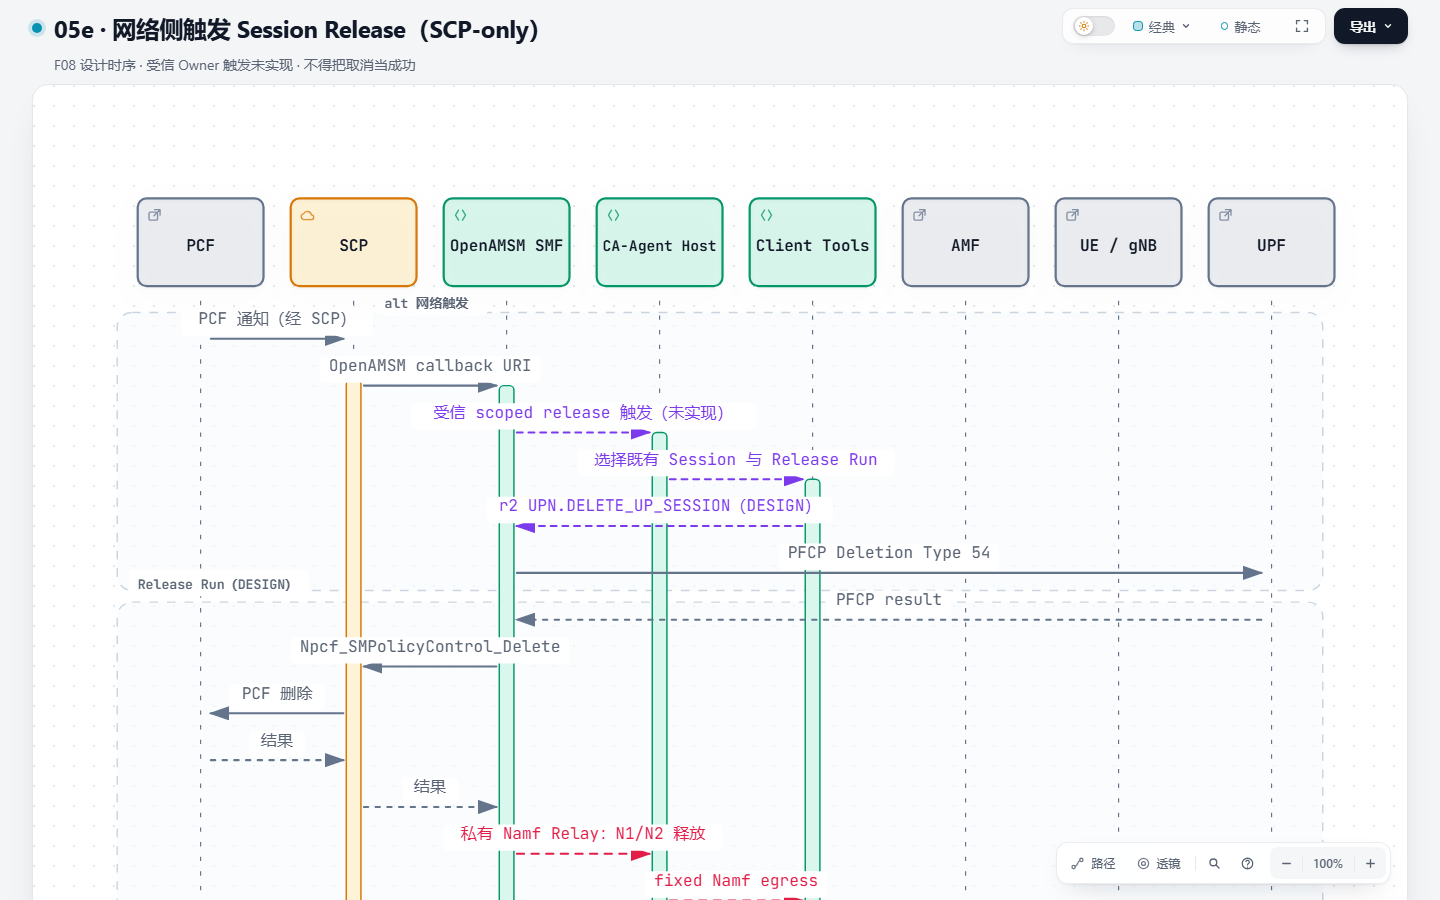 05e · 网络侧触发 Session Release（SCP-only）
F08 设计时序 · 受信 Owner 触发未实现 · 不得把取消当成功
经典
静态
导出
PCF
SCP
OpenAMSM SMF
CA-Agent Host
Client Tools
AMF
UE / gNB
UPF
alt 网络触发
PCF 通知（经 SCP）
OpenAMSM callback URI
受信 scoped release 触发（未实现）
选择既有 Session 与 Release Run
r2 UPN.DELETE_UP_SESSION（DESIGN）
PFCP Deletion Type 54
Release Run（DESIGN）
PFCP result
Npcf_SMPolicyControl_Delete
PCF 删除
结果
结果
私有 Namf Relay: N1/N2 释放
fixed Namf egress
路径
透镜
100%